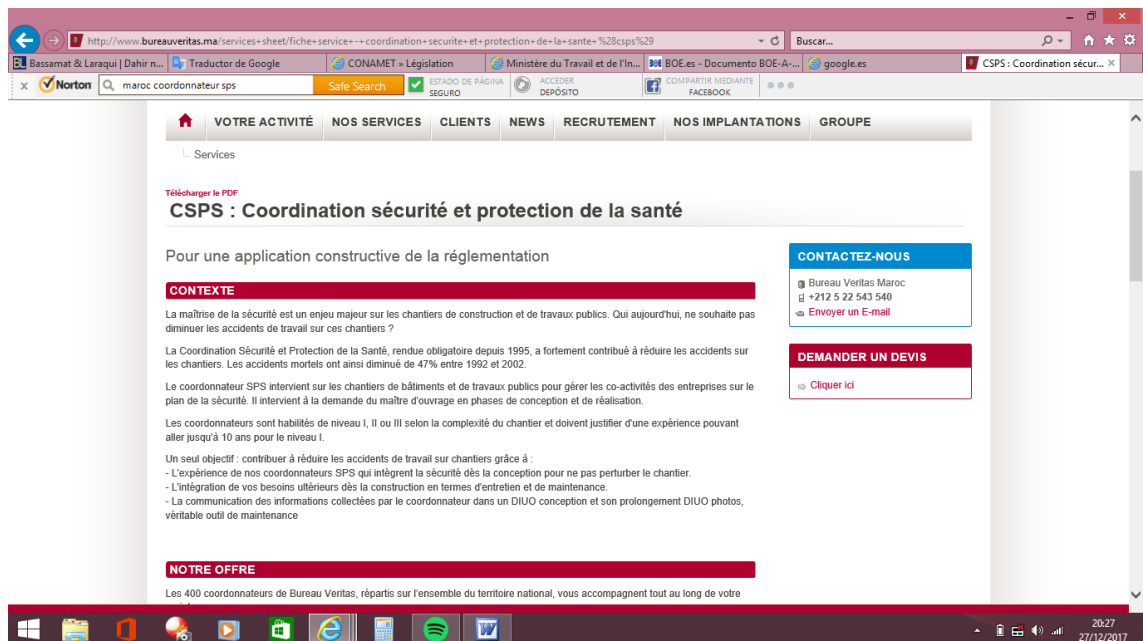 http://www.bureauveritas.ma/services+sheet/fiche+service+-+coordination+securite+et+protection+de+la+sante+%28csps%29
Buscar...
BL Bassamat & Laraqui | Dahir n...
Traductor de Google
CONAMET » Législation
Ministère du Travail et de l'In...
BOE BOE.es - Documento BOE-A-...
google.es
CSPS : Coordination sécur...
x Norton
maroc coordonnateur sps
Safe Search
ESTADO DE PÁGINA
SEGURO
ACCEDER
DEPÓSITO
COMPARTIR MEDIANTE
FACEBOOK
VOTRE ACTIVITÉ NOS SERVICES CLIENTS NEWS RECRUTEMENT NOS IMPLANTATIONS GROUPE
Services
Télécharger le PDF
CSPS : Coordination sécurité et protection de la santé
Pour une application constructive de la réglementation
CONTEXTE
La maîtrise de la sécurité est un enjeu majeur sur les chantiers de construction et de travaux publics. Qui aujourd'hui, ne souhaite pas
diminuer les accidents de travail sur ces chantiers ?
La Coordination Sécurité et Protection de la Santé, rendue obligatoire depuis 1995, a fortement contribué à réduire les accidents sur
les chantiers. Les accidents mortels ont ainsi diminué de 47% entre 1992 et 2002.
Le coordonnateur SPS intervient sur les chantiers de bâtiments et de travaux publics pour gérer les co-activités des entreprises sur le
plan de la sécurité. Il intervient à la demande du maître d'ouvrage en phases de conception et de réalisation.
Les coordonnateurs sont habilités de niveau I, II ou III selon la complexité du chantier et doivent justifier d'une expérience pouvant
aller jusqu'à 10 ans pour le niveau I.
Un seul objectif : contribuer à réduire les accidents de travail sur chantiers grâce à :
- L'expérience de nos coordonnateurs SPS qui intègrent la sécurité dès la conception pour ne pas perturber le chantier.
- L'intégration de vos besoins ultérieurs dès la construction en termes d'entretien et de maintenance.
- La communication des informations collectées par le coordonnateur dans un DIUO conception et son prolongement DIUO photos,
véritable outil de maintenance
NOTRE OFFRE
Les 400 coordonnateurs de Bureau Veritas, répartis sur l'ensemble du territoire national, vous accompagnent tout au long de votre
CONTACTEZ-NOUS
Bureau Veritas Maroc
+212 5 22 543 540
Envoyer un E-mail
DEMANDER UN DEVIS
Cliquer ici
20:27
27/12/2017